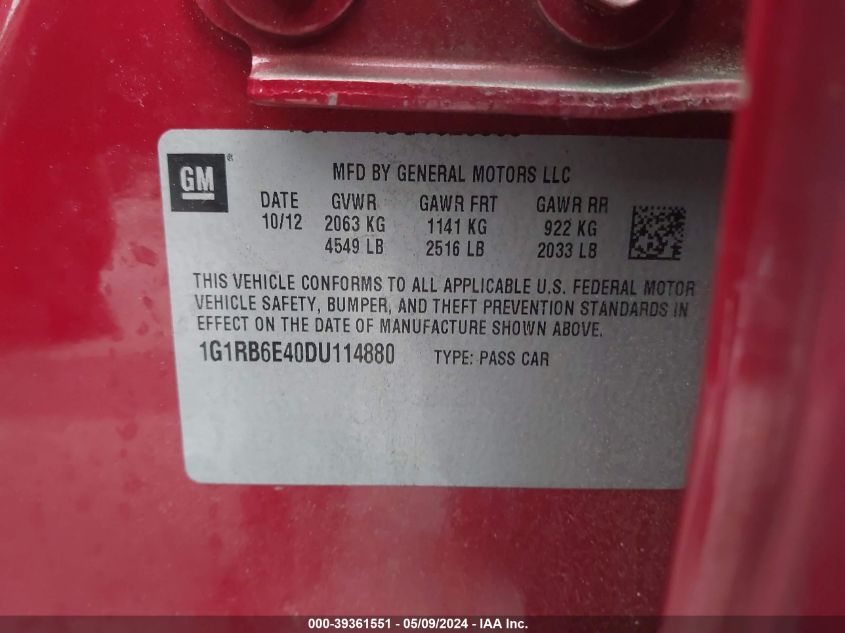 GM®
MFD BY GENERAL MOTORS LLC
DATE GVWR GAWR FRT GAWR RR
10/12 2063 KG 1141 KG 922 KG
4549 LB 2516 LB 2033 LB
THIS VEHICLE CONFORMS TO ALL APPLICABLE U.S. FEDERAL MOTOR
VEHICLE SAFETY, BUMPER, AND THEFT PREVENTION STANDARDS IN
EFFECT ON THE DATE OF MANUFACTURE SHOWN ABOVE.
1G1RB6E40DU114880 TYPE: PASS CAR
000-39361551 - 05/09/2024 - IAA Inc.